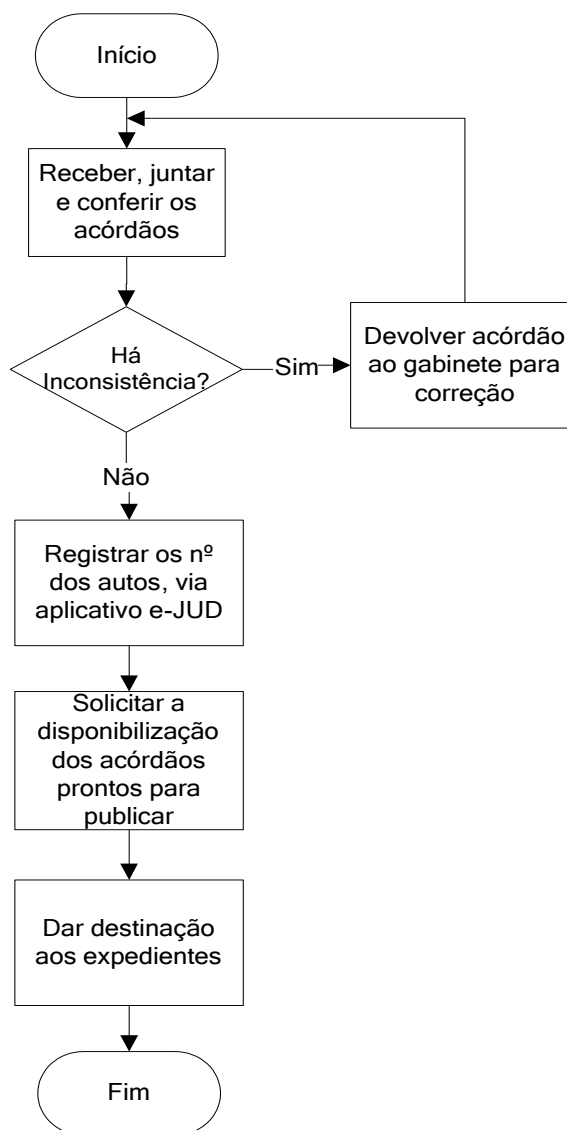 Início
Receber, juntar
e conferir os
acórdãos
Há
Inconsistência?
Sim
Devolver acórdão
ao gabinete para
correção
Não
Registrar os nº
dos autos, via
aplicativo e-JUD
Solicitar a
disponibilização
dos acórdãos
prontos para
publicar
Dar destinação
aos expedientes
Fim